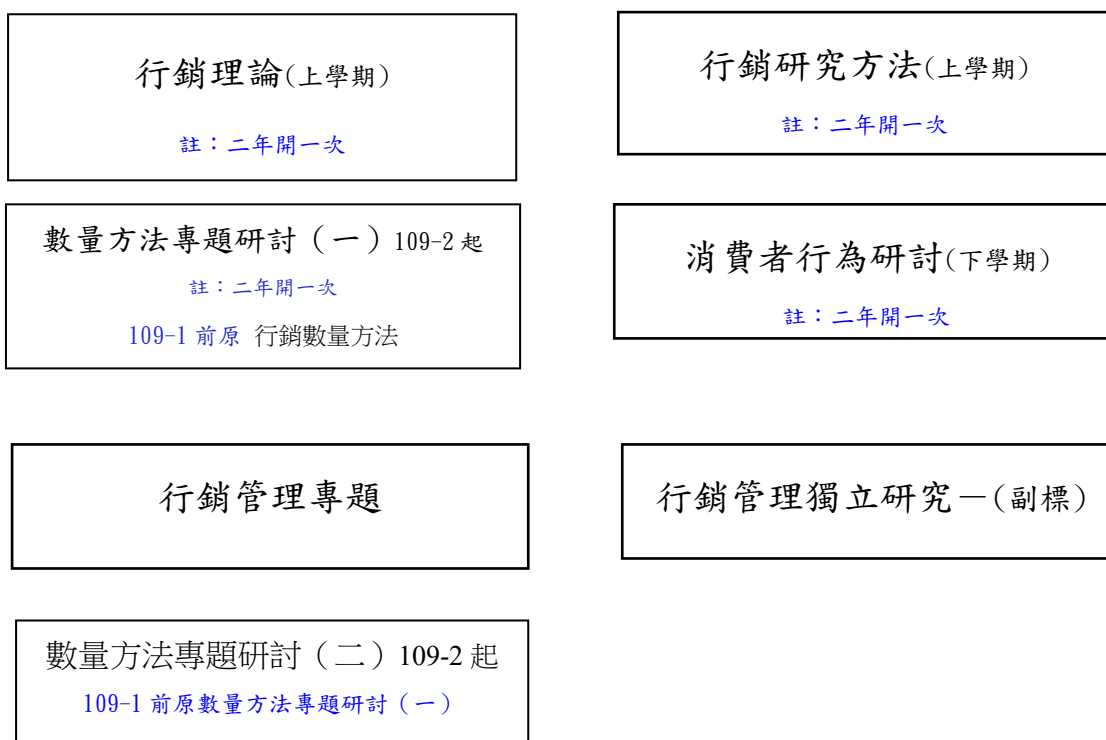 行銷理論(上學期)
註：二年開一次
行銷研究方法(上學期)
註：二年開一次
數量方法專題研討（一）109-2起
註：二年開一次
109-1前原 行銷數量方法
消費者行為研討(下學期)
註：二年開一次
行銷管理專題
行銷管理獨立研究－(副標)
數量方法專題研討（二）109-2起
109-1前原數量方法專題研討（一）